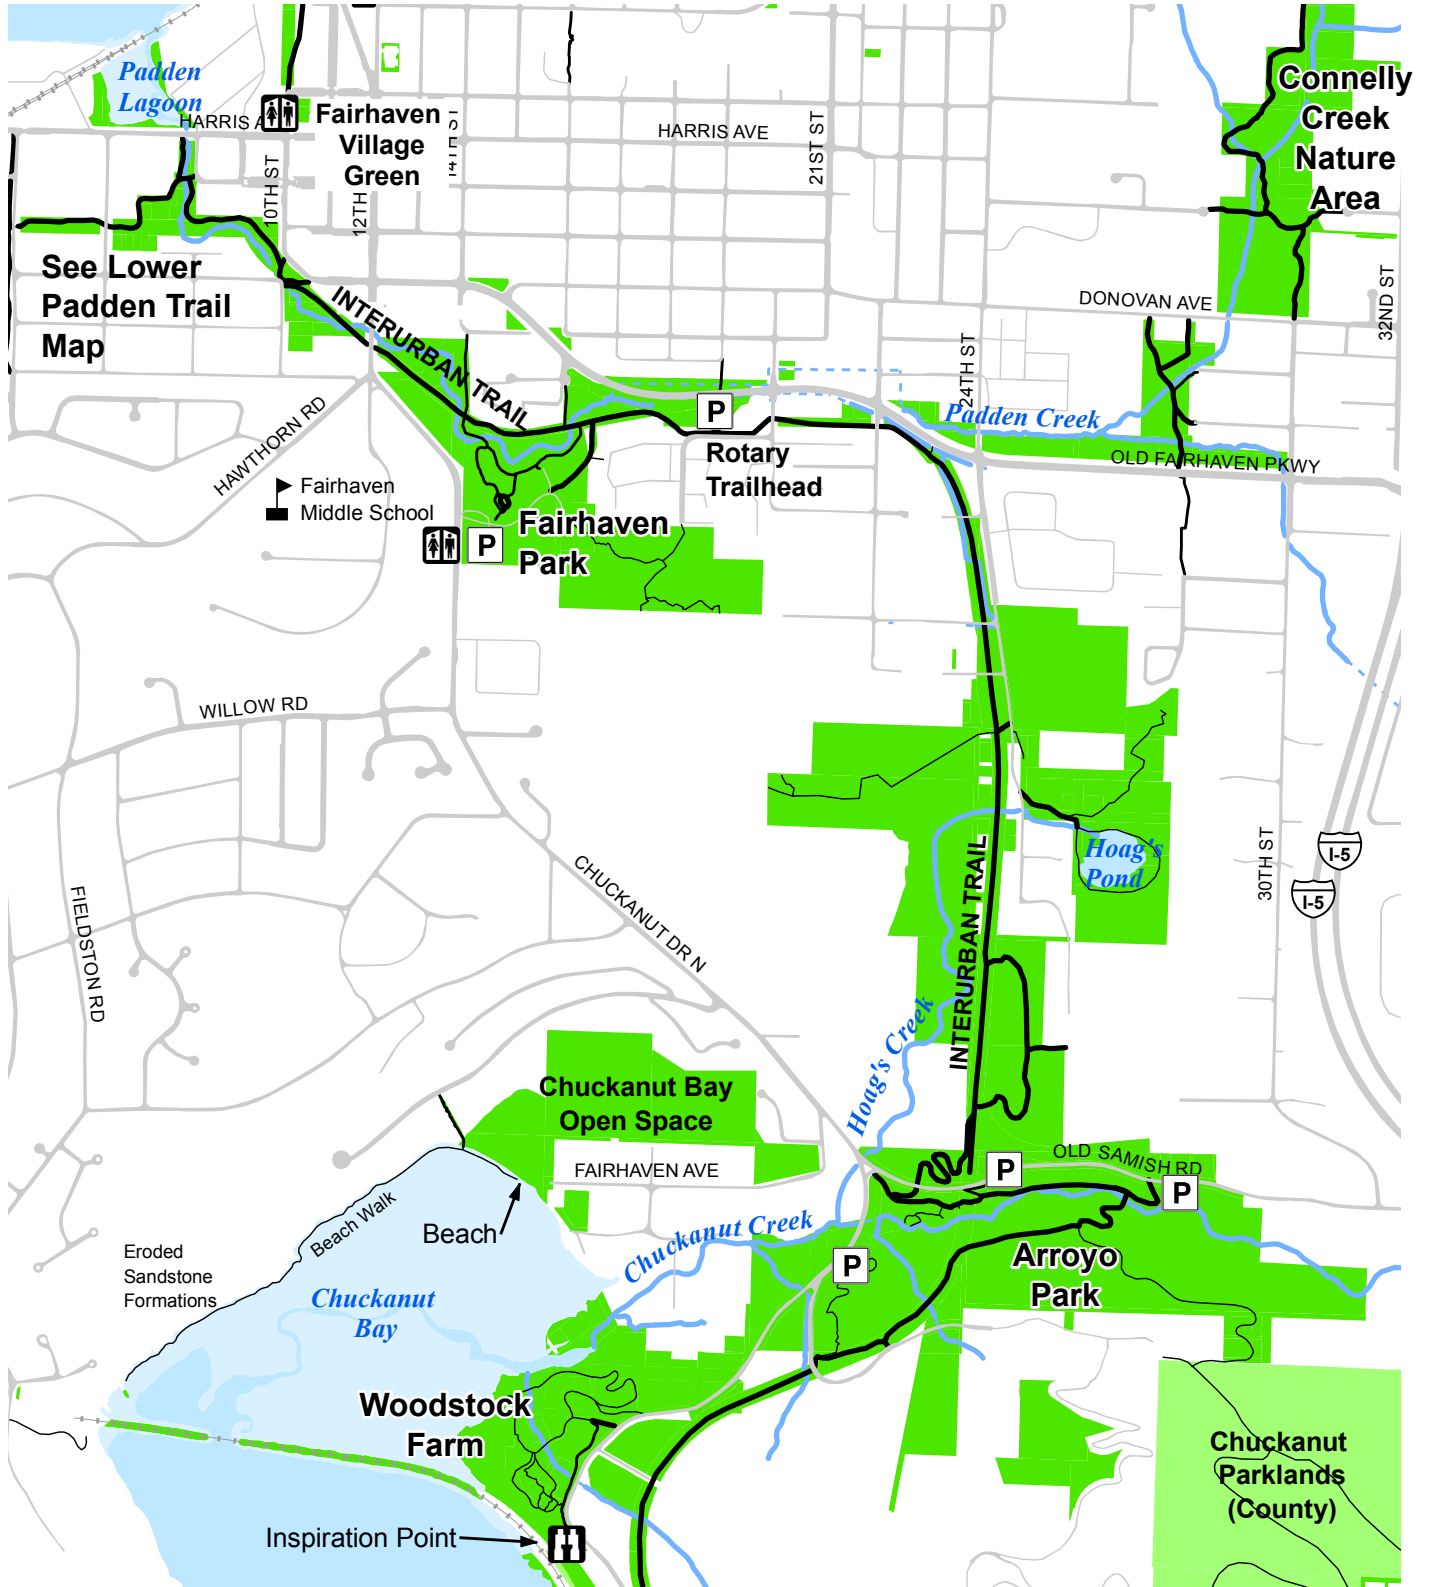 Padden
Lagoon
HARRIS A
Fairhaven
Village
Green
14TH ST
HARRIS AVE
21ST ST
Connelly
Creek
Nature
Area
10TH ST
12TH
See Lower
Padden Trail
Map
INTERURBAN TRAIL
DONOVAN AVE
32ND ST
24TH ST
HAWTHORN RD
P
Padden Creek
Rotary
Trailhead
OLD FAIRHAVEN PKWY
Fairhaven
Middle School
P
Fairhaven
Park
WILLOW RD
FIELDSTON RD
CHUCKANUT DR N
INTERURBAN TRAIL
Hoag's
Pond
30TH ST
I-5
I-5
Hoag's Creek
Chuckanut Bay
Open Space
FAIRHAVEN AVE
OLD SAMISH RD
P
P
Beach Walk
Beach
Chuckanut Creek
P
Arroyo
Park
Eroded
Sandstone
Formations
Chuckanut
Bay
Woodstock
Farm
Chuckanut
Parklands
(County)
Inspiration Point